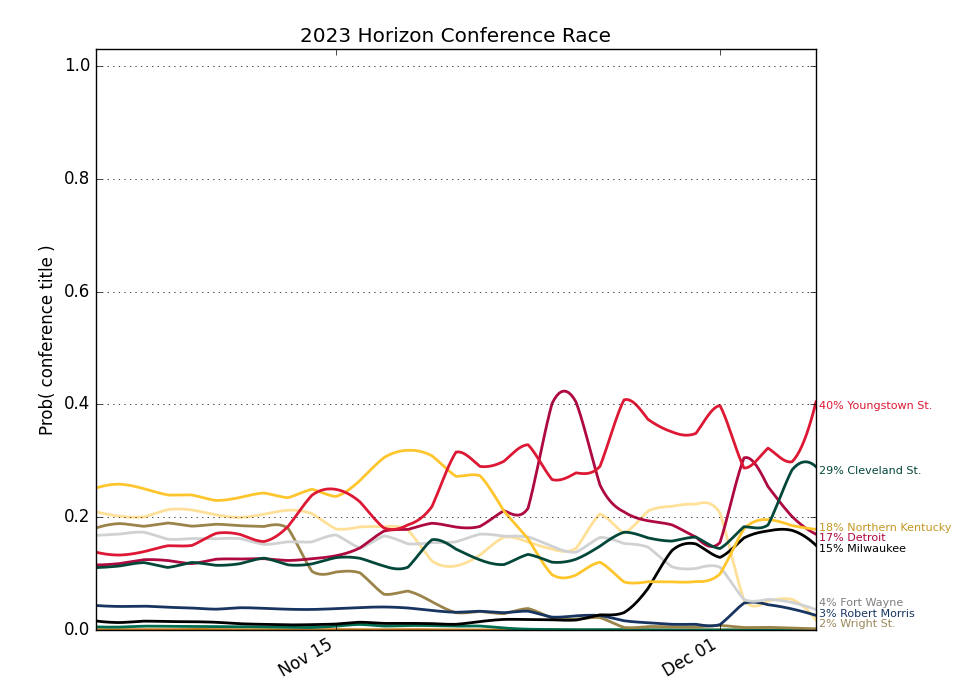 2023 Horizon Conference Race
Prob( conference title )
1.0
0.8
0.6
0.4
0.2
0.0
Nov 15
Dec 01
40% Youngstown St.
29% Cleveland St.
18% Northern Kentucky
17% Detroit
15% Milwaukee
4% Fort Wayne
3% Robert Morris
2% Wright St.